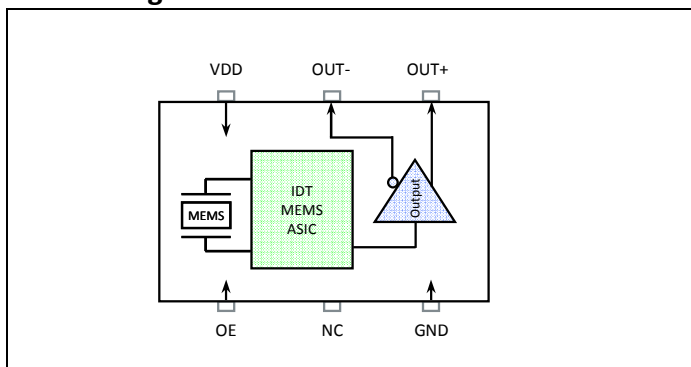 VDD OUT- OUT+
MEMS
IDT
MEMS
ASIC
Output
OE NC GND